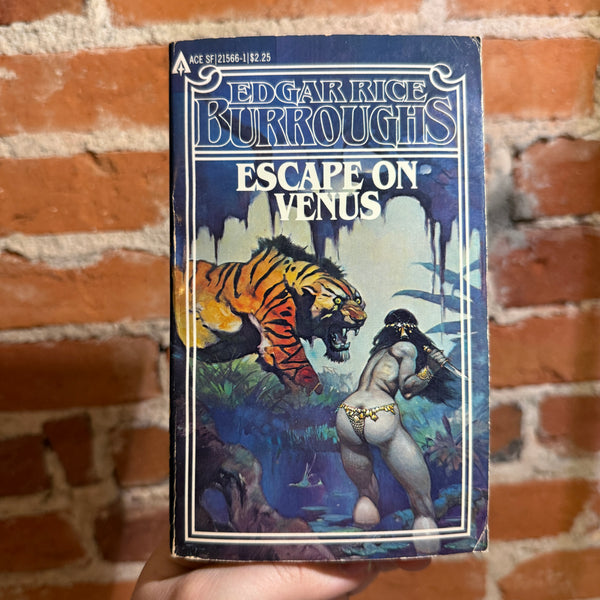 ACE SF|21566-1|$2.25
EDGAR RICE
BURROUGHS
ESCAPE ON
VENUS